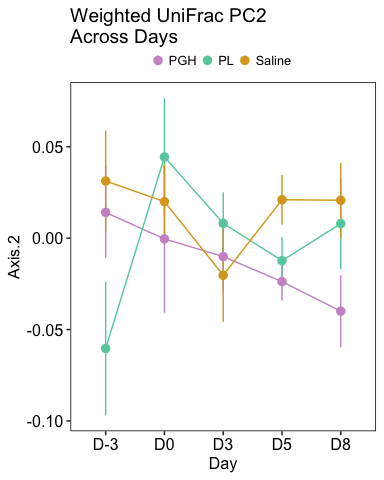 Weighted UniFrac PC2
Across Days
PGH PL Saline
0.05
0.00
-0.05
-0.10
Axis.2
D-3 D0 D3 D5 D8
Day